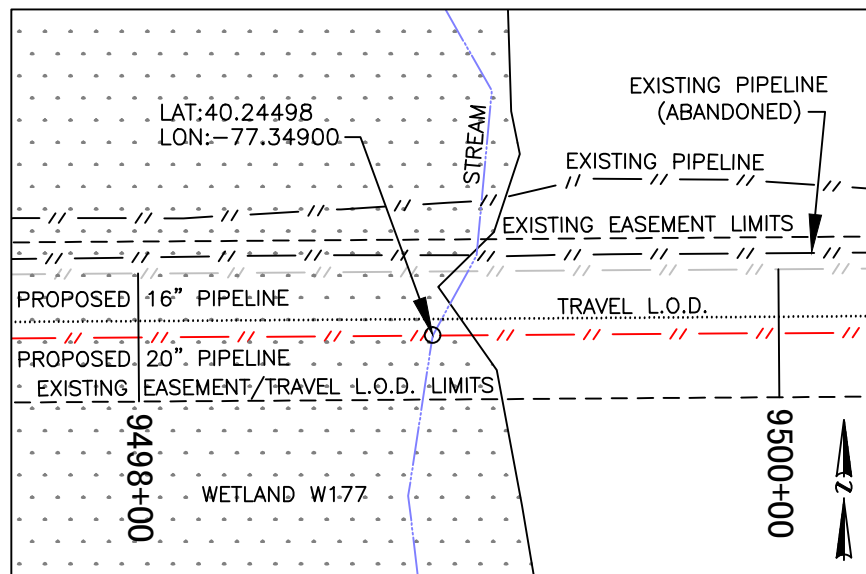 EXISTING PIPELINE
(ABANDONED)
LAT:40.24498
LON:-77.34900
STREAM
EXISTING PIPELINE
EXISTING EASEMENT LIMITS
PROPOSED 16" PIPELINE
TRAVEL L.O.D.
PROPOSED 20" PIPELINE
EXISTING EASEMENT/TRAVEL L.O.D. LIMITS
9498+00
9500+00
WETLAND W177
N